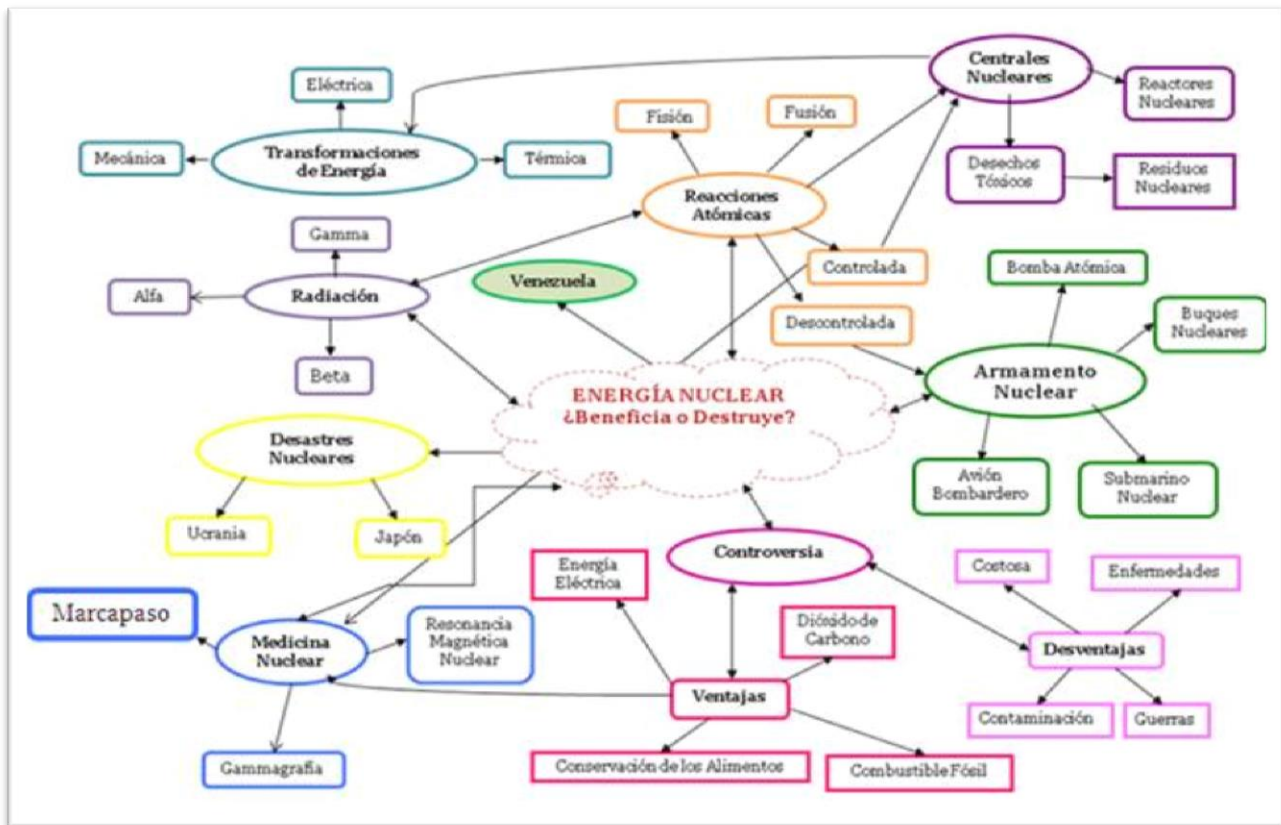 Centrales
Nucleares
Reactores
Nucleares
Desechos
Tóxicos
Residuos
Nucleares
Eléctrica
Mecánica
Transformaciones
de Energía
Térmica
Fisión
Fusión
Reacciones
Atómicas
Controlada
Descontrolada
Gamma
Alfa
Radiación
Beta
Venezuela
Bomba Atómica
Buques
Nucleares
Armamento
Nuclear
Avión
Bombardero
Submarino
Nuclear
ENERGÍA NUCLEAR
¿Beneficia o Destruye?
Desastres
Nucleares
Ucrania
Japón
Controversia
Energía
Eléctrica
Dióxido de
Carbono
Ventajas
Conservación de los Alimentos
Combustible Fósil
Costosa
Enfermedades
Desventajas
Contaminación
Guerras
Marcapaso
Medicina
Nuclear
Resonancia
Magnética
Nuclear
Gammagrafía